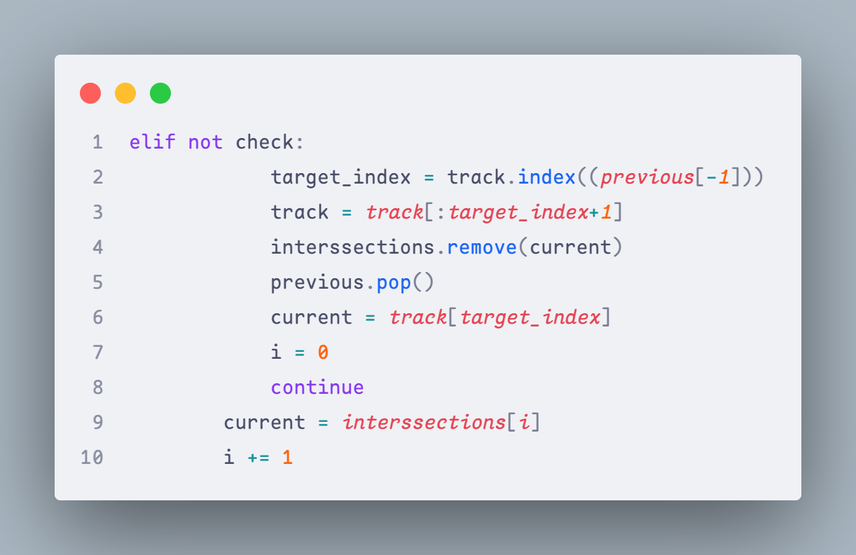 1 elif not check:
2             target_index = track.index((previous[-1]))
3             track = track[:target_index+1]
4             interssections.remove(current)
5             previous.pop()
6             current = track[target_index]
7             i = 0
8             continue
9         current = interssections[i]
10         i += 1